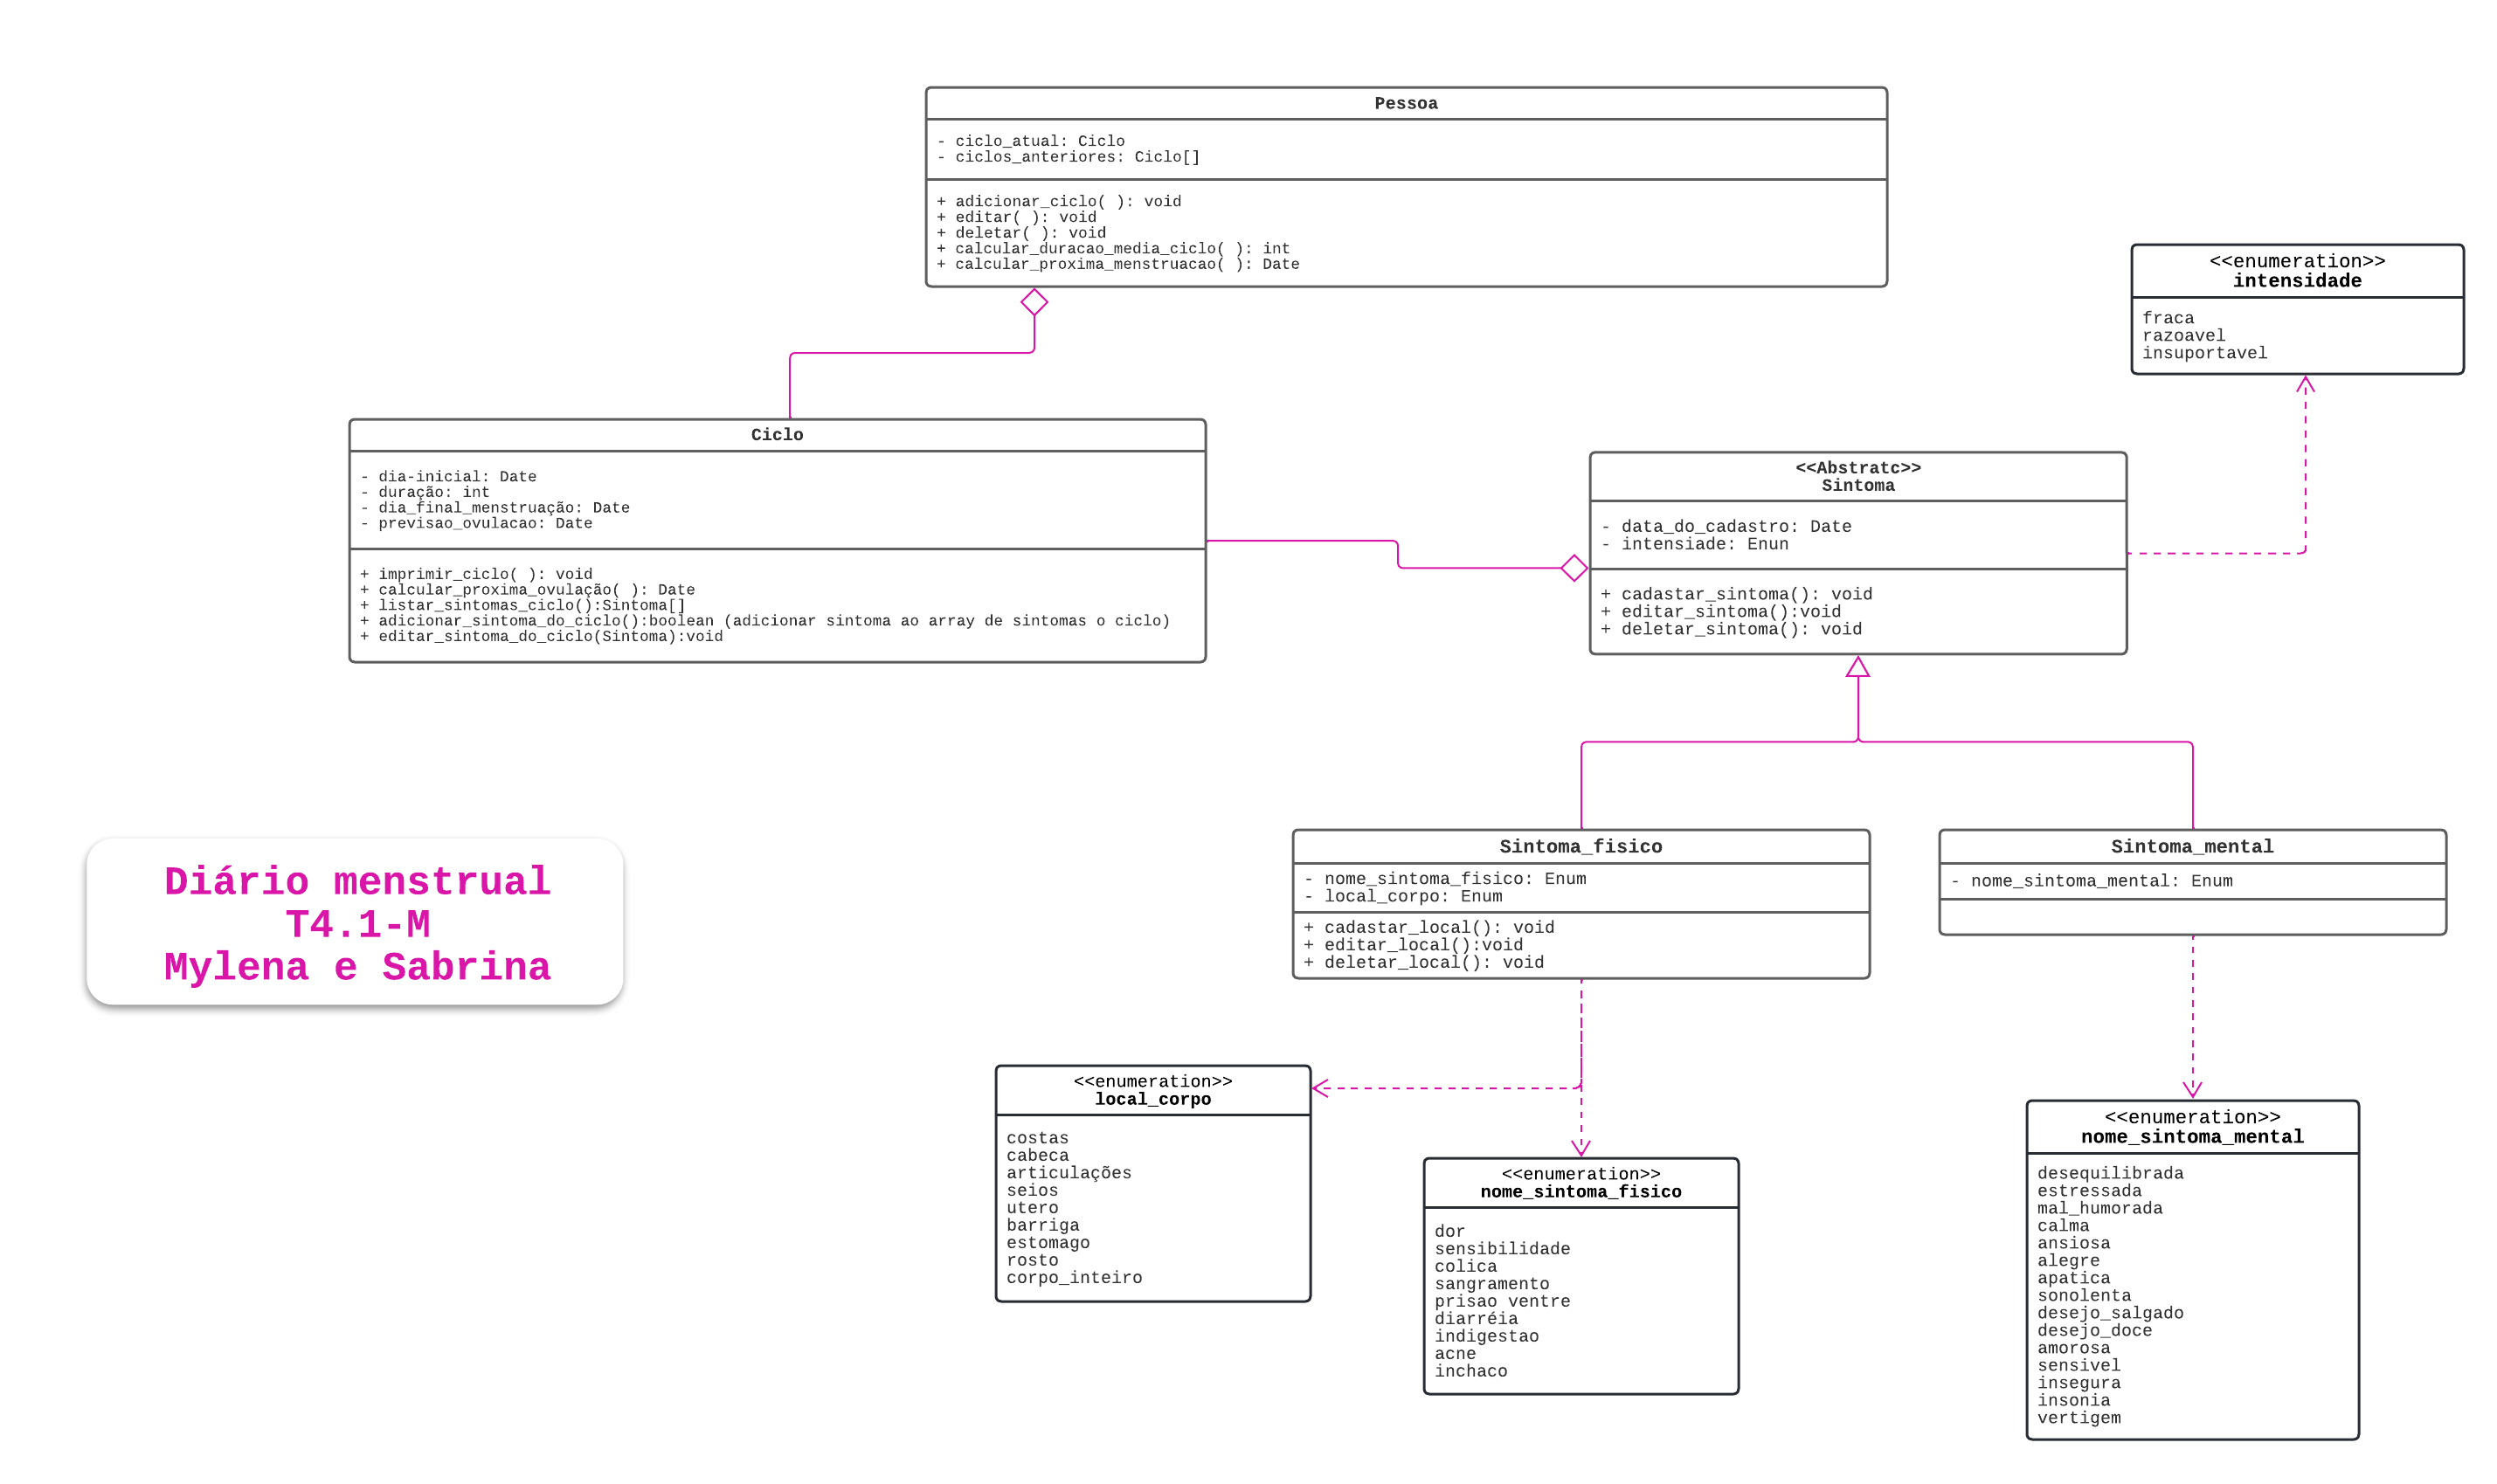 Pessoa
- ciclo_atual: Ciclo
- ciclos_anteriores: Ciclo[]
+ adicionar_ciclo( ): void
+ editar( ): void
+ deletar( ): void
+ calcular_duracao_media_ciclo( ): int
+ calcular_proxima_menstruacao( ): Date
<<enumeration>>
intensidade
fraca
razoavel
insuportavel
Ciclo
- dia-inicial: Date
- duração: int
- dia_final_menstruação: Date
- previsao_ovulacao: Date
+ imprimir_ciclo( ): void
+ calcular_proxima_ovulação( ): Date
+ listar_sintomas_ciclo():Sintoma[]
+ adicionar_sintoma_do_ciclo():boolean (adicionar sintoma ao array de sintomas o ciclo)
+ editar_sintoma_do_ciclo(Sintoma):void
<<Abstratc>>
Sintoma
- data_do_cadastro: Date
- intensiade: Enun
+ cadastar_sintoma(): void
+ editar_sintoma():void
+ deletar_sintoma(): void
Sintoma_fisico
- nome_sintoma_fisico: Enum
- local_corpo: Enum
+ cadastar_local(): void
+ editar_local():void
+ deletar_local(): void
Sintoma_mental
- nome_sintoma_mental: Enum
Diário menstrual
T4.1-M
Mylena e Sabrina
<<enumeration>>
local_corpo
costas
cabeca
articulações
seios
utero
barriga
estomago
rosto
corpo_inteiro
<<enumeration>>
nome_sintoma_fisico
dor
sensibilidade
colica
sangramento
prisao ventre
diarréia
indigestao
acne
inchaco
<<enumeration>>
nome_sintoma_mental
desequilibrada
estressada
mal_humorada
calma
ansiosa
alegre
apatica
sonolenta
desejo_salgado
desejo_doce
amorosa
sensivel
insegura
insonia
vertigem